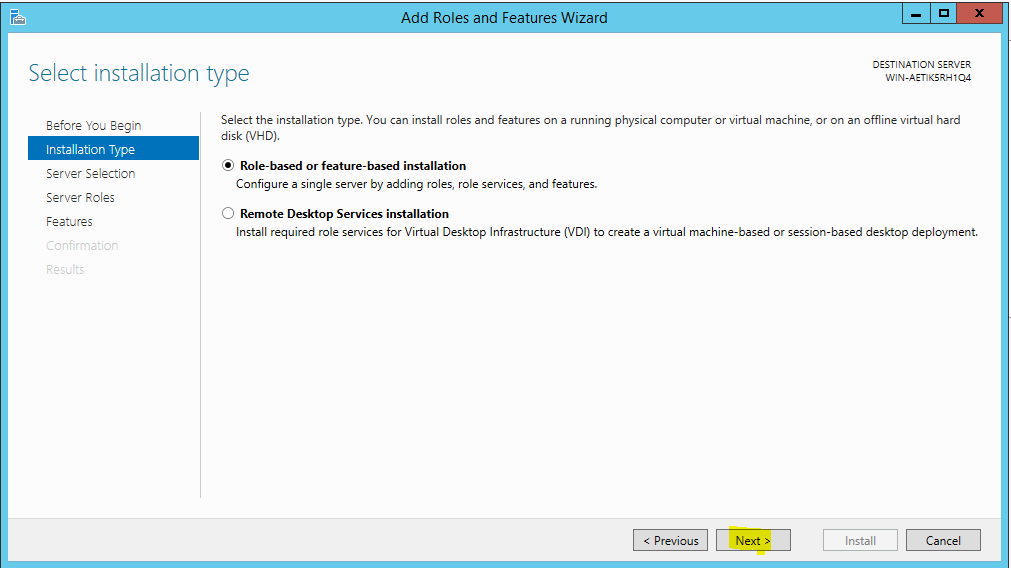 Add Roles and Features Wizard
X
Select installation type
DESTINATION SERVER
WIN-AETIK5RH1Q4
Before You Begin
Installation Type
Server Selection
Server Roles
Features
Confirmation
Results
Select the installation type. You can install roles and features on a running physical computer or virtual machine, or on an offline virtual hard
disk (VHD).
Role-based or feature-based installation
Configure a single server by adding roles, role services, and features.
Remote Desktop Services installation
Install required role services for Virtual Desktop Infrastructure (VDI) to create a virtual machine-based or session-based desktop deployment.
< Previous
Next >
Install
Cancel